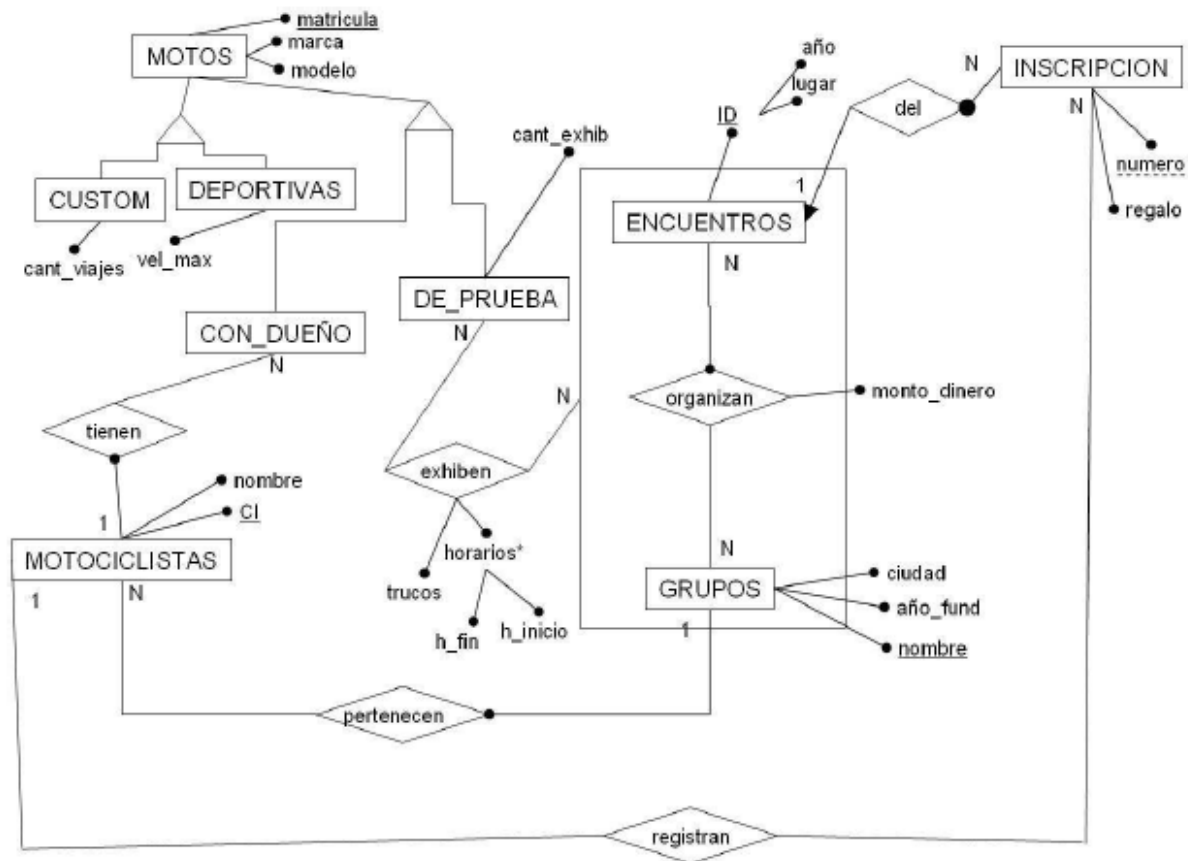 matricula
MOTOS
marca
modelo
año
lugar
ID
N
INSCRIPCION
del
N
numero
regalo
cant_exhib
CUSTOM
DEPORTIVAS
cant_viajes
vel_max
1
ENCUENTROS
N
DE_PRUEBA
N
CON_DUEÑO
N
N
organizan
monto_dinero
tienen
exhiben
nombre
CI
1
MOTOCICLISTAS
1
N
trucos
horarios*
h_fin
h_inicio
N
GRUPOS
1
ciudad
año_fund
nombre
pertenecen
registran